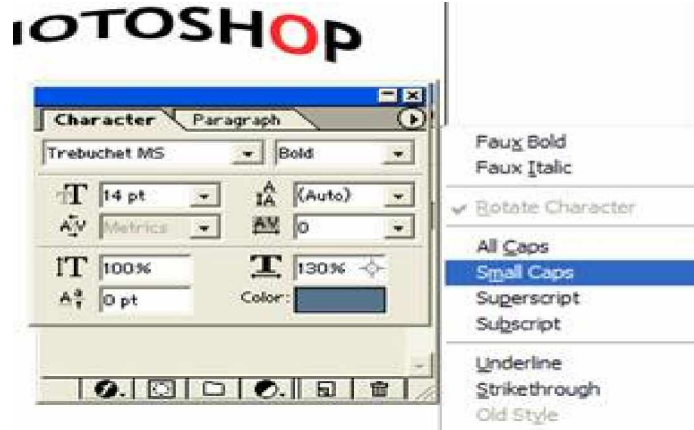 HOTOSHOP
Character Paragraph
Trebuchet MS Bold
14 pt (Auto)
Metrics 0
100% 130%
0 pt Color:
Faux Bold
Faux Italic
Rotate Character
All Caps
Small Caps
Superscript
Subscript
Underline
Strikethrough
Old Style